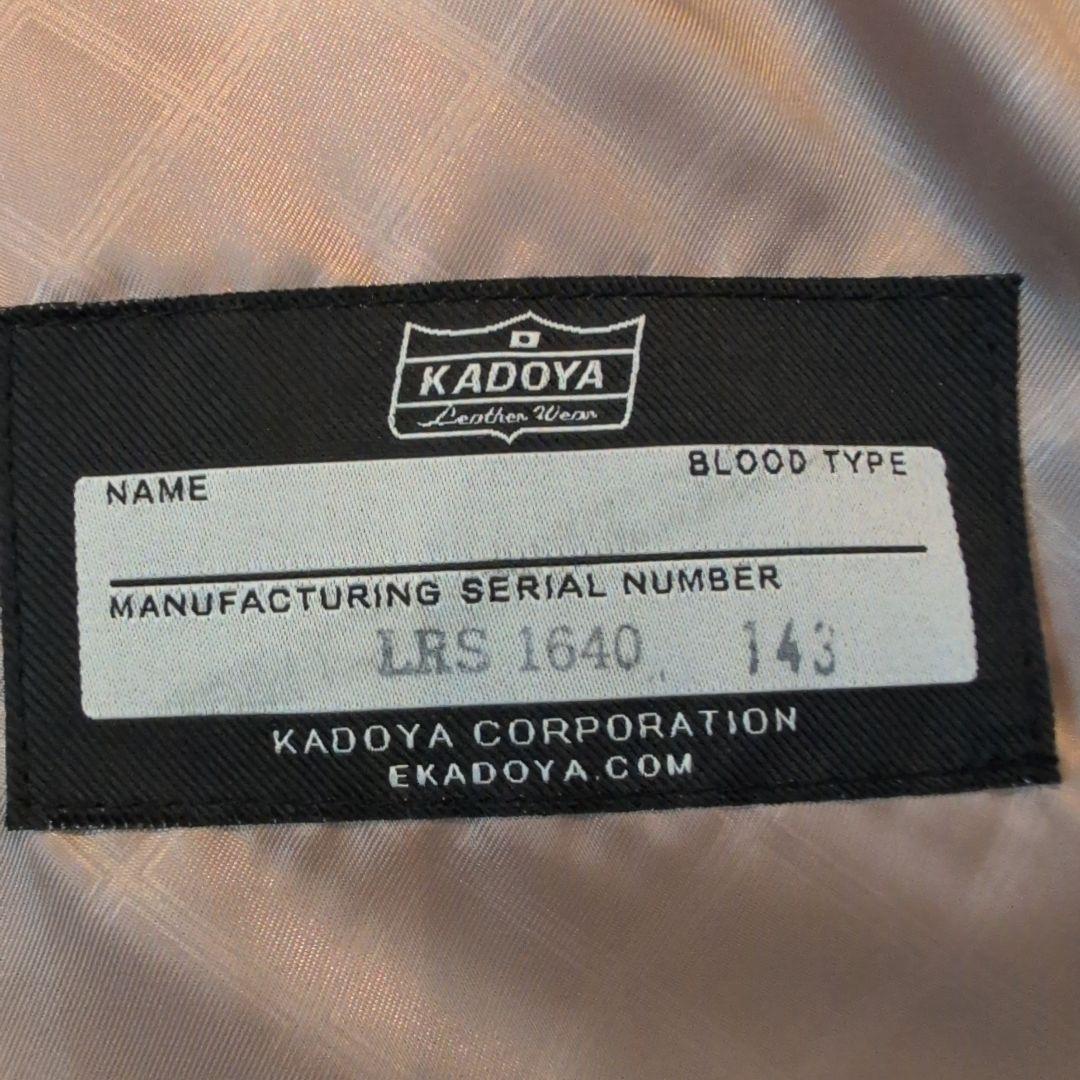 KADOYA
Leather Wear
NAME BLOOD TYPE
MANUFACTURING SERIAL NUMBER
LRS 1640 143
KADOYA CORPORATION
EKADOYA.COM